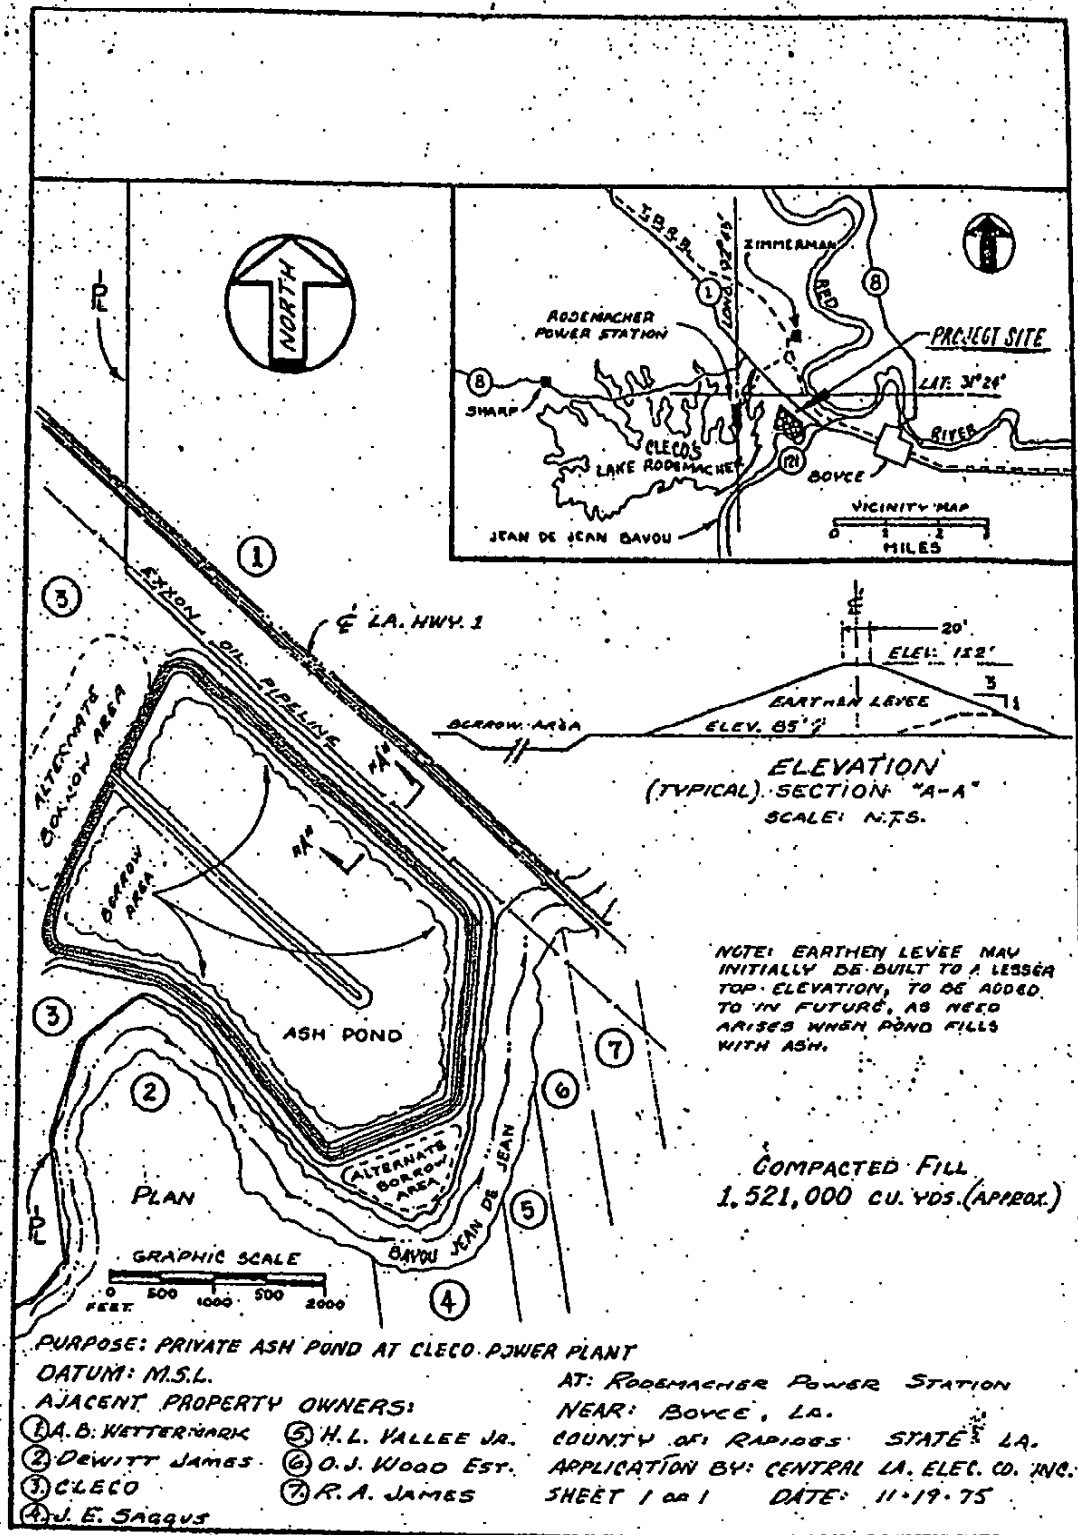 NORTH
PL
T.&P.R.R.
LONG. 92°45'
ZIMMERMAN
RED
8
1
RODEMACHER
POWER STATION
PROJECT SITE
8
SHARP
LAT: 31°24'
CLECO'S
LAKE RODEMACHER
121
RIVER
BOYCE
JEAN DE JEAN BAYOU
VICINITY MAP
0 1 2 3
MILES
1
3
EXXON OIL PIPELINE
℄ LA. HWY. 1
20'
ELEV. 122'
3
1
EARTHEN LEVEE
BORROW AREA
ELEV. 85'
ELEVATION
(TYPICAL) SECTION "A-A"
SCALE: N.T.S.
ALTERNATE
BORROW AREA
"A"
"A"
BORROW
AREA
ASH POND
NOTE: EARTHEN LEVEE MAY
INITIALLY BE BUILT TO A LESSER
TOP ELEVATION, TO BE ADDED
TO IN FUTURE, AS NEED
ARISES WHEN POND FILLS
WITH ASH.
3
2
7
6
5
4
ALTERNATE
BORROW
AREA
BAYOU JEAN DE JEAN
COMPACTED FILL
1,521,000 CU. YDS. (APPROX.)
PL
PLAN
GRAPHIC SCALE
0 500 1000 500 2000
FEET
PURPOSE: PRIVATE ASH POND AT CLECO POWER PLANT
DATUM: M.S.L.
AJACENT PROPERTY OWNERS:
1 A.B. WETTERMARK
2 DEWITT JAMES
3 CLECO
4 J. E. SAGGUS
5 H.L. VALLEE JR.
6 O.J. WOOD EST.
7 R.A. JAMES
AT: RODEMACHER POWER STATION
NEAR: BOYCE, LA.
COUNTY OF: RAPIDES STATE: LA.
APPLICATION BY: CENTRAL LA. ELEC. CO. INC.
SHEET 1 OF 1 DATE: 11-19-75